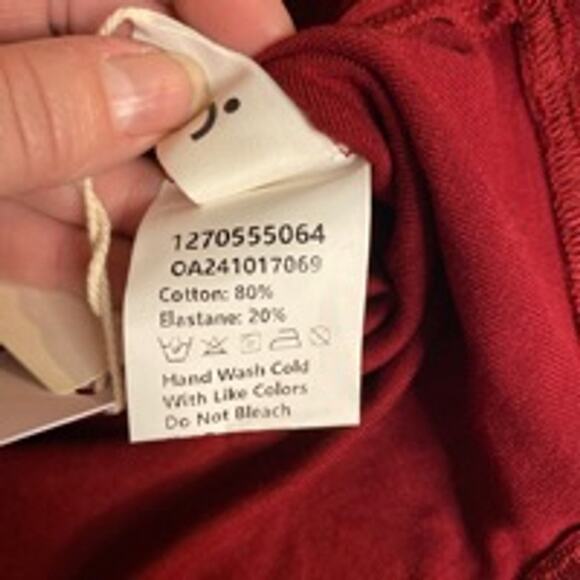 1270555064
OA241017069
Cotton: 80%
Elastane: 20%
Hand Wash Cold
With Like Colors
Do Not Bleach